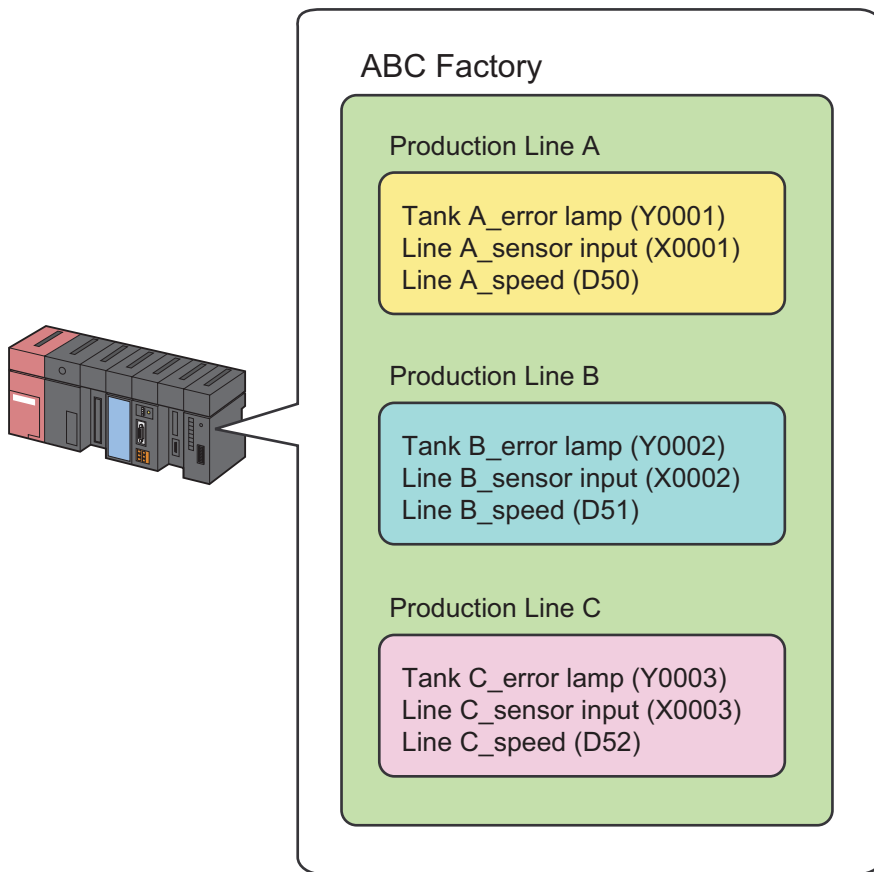 ABC Factory
Production Line A
Tank A_error lamp (Y0001)
Line A_sensor input (X0001)
Line A_speed (D50)
Production Line B
Tank B_error lamp (Y0002)
Line B_sensor input (X0002)
Line B_speed (D51)
Production Line C
Tank C_error lamp (Y0003)
Line C_sensor input (X0003)
Line C_speed (D52)